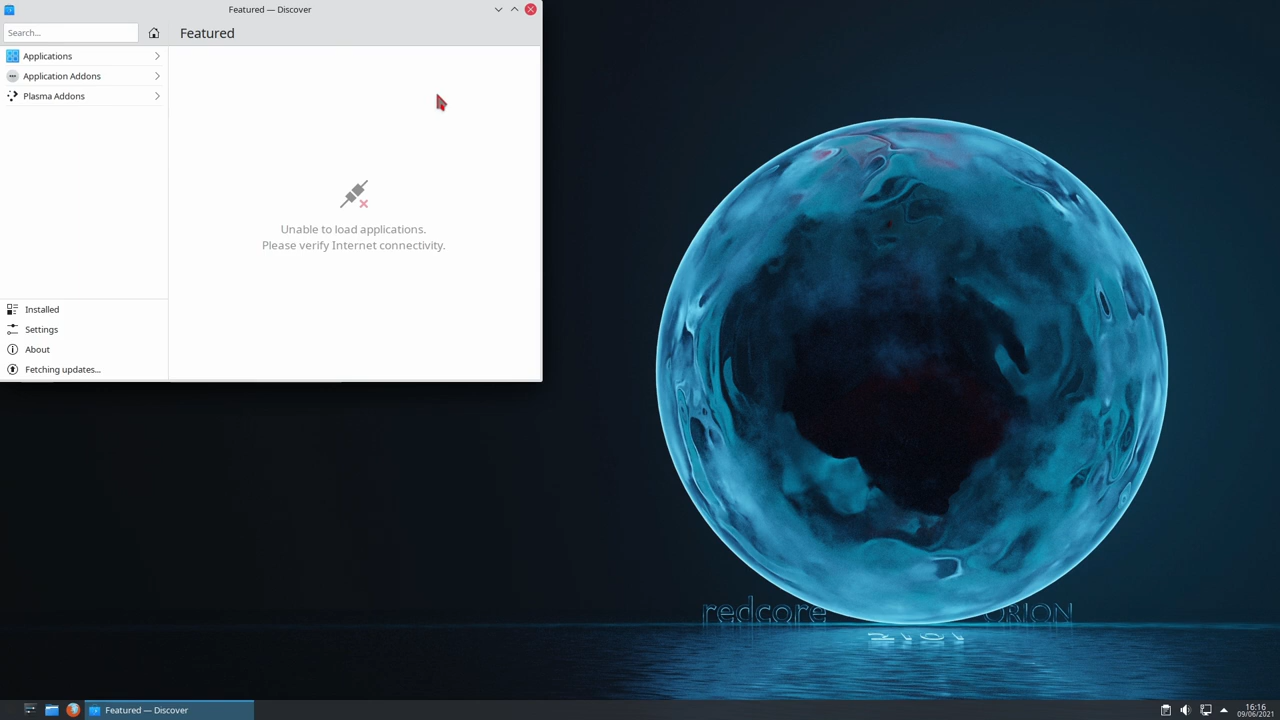 Featured — Discover
Search...
Featured
Applications
Application Addons
Plasma Addons
Unable to load applications.
Please verify Internet connectivity.
Installed
Settings
About
Fetching updates...
redcore
ORION
2101
Featured — Discover
16:16
09/06/2021